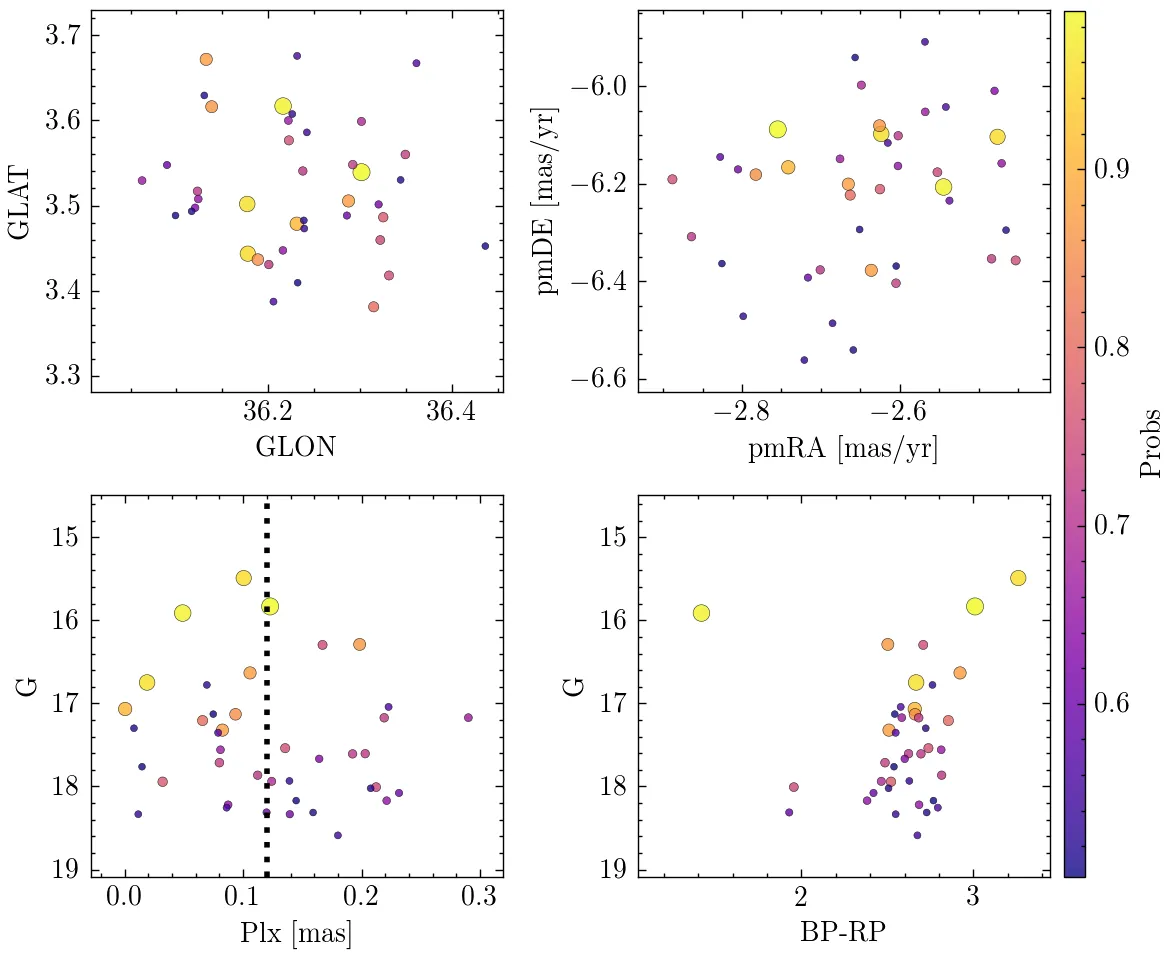 3.7
3.6
3.5
3.4
3.3
GLAT
36.2 36.4
GLON
−6.0
−6.2
−6.4
−6.6
pmDE [mas/yr]
−2.8 −2.6
pmRA [mas/yr]
15
16
17
18
19
G
0.0 0.1 0.2 0.3
Plx [mas]
15
16
17
18
19
G
2 3
BP-RP
0.9
0.8
0.7
0.6
Probs